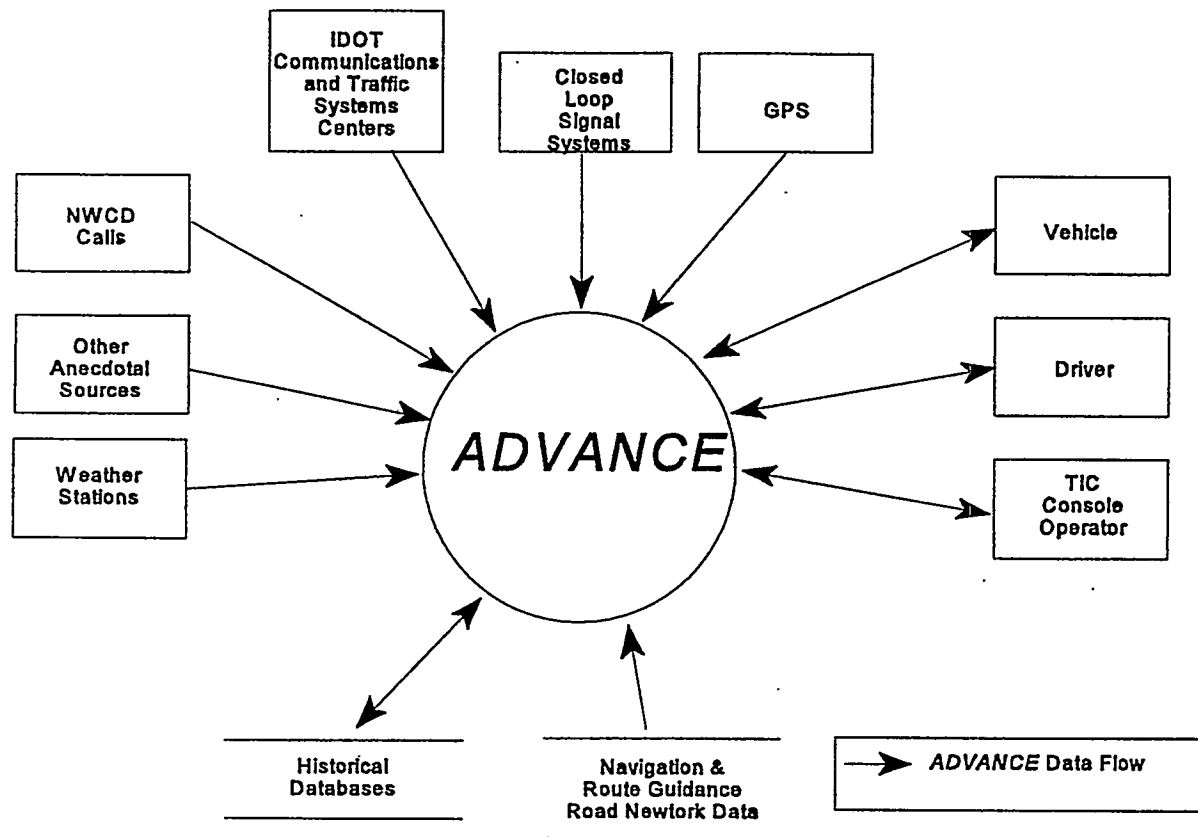 IDOT
Communications
and Traffic
Systems
Centers
Closed
Loop
Signal
Systems
GPS
NWCD
Calls
Vehicle
Other
Anecdotal
Sources
Driver
ADVANCE
Weather
Stations
TIC
Console
Operator
Historical
Databases
Navigation &
Route Guidance
Road Newtork Data
ADVANCE Data Flow